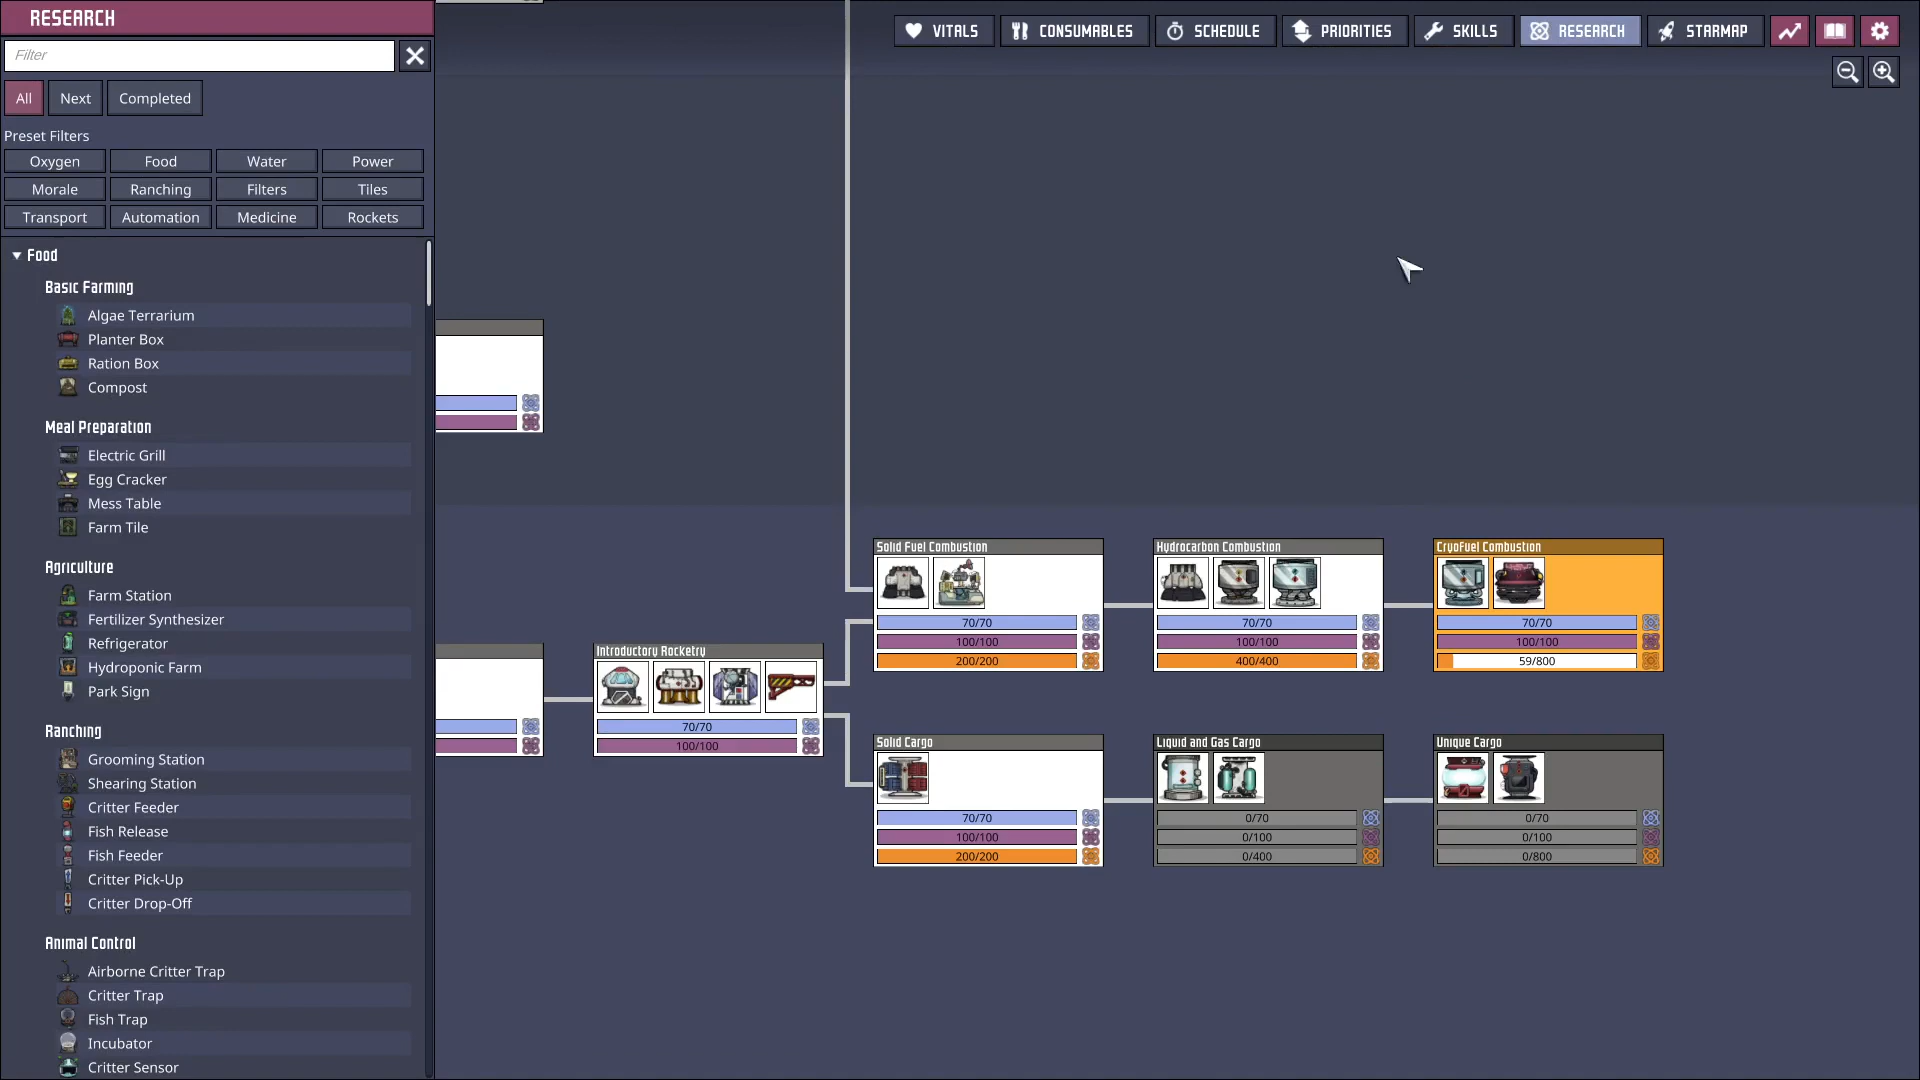 RESEARCH
VITALS
CONSUMABLES
SCHEDULE
PRIORITIES
SKILLS
RESEARCH
STARMAP
Filter
All
Next
Completed
Preset Filters
Oxygen
Food
Water
Power
Morale
Ranching
Filters
Tiles
Transport
Automation
Medicine
Rockets
Food
Basic Farming
Algae Terrarium
Planter Box
Ration Box
Compost
Meal Preparation
Electric Grill
Egg Cracker
Mess Table
Farm Tile
Agriculture
Farm Station
Fertilizer Synthesizer
Refrigerator
Hydroponic Farm
Park Sign
Ranching
Grooming Station
Shearing Station
Critter Feeder
Fish Release
Fish Feeder
Critter Pick-Up
Critter Drop-Off
Animal Control
Airborne Critter Trap
Critter Trap
Fish Trap
Incubator
Critter Sensor
Introductory Rocketry
70/70
100/100
Solid Fuel Combustion
70/70
100/100
200/200
Hydrocarbon Combustion
70/70
100/100
400/400
CryoFuel Combustion
70/70
100/100
59/800
Solid Cargo
70/70
100/100
200/200
Liquid and Gas Cargo
0/70
0/100
0/400
Unique Cargo
0/70
0/100
0/800